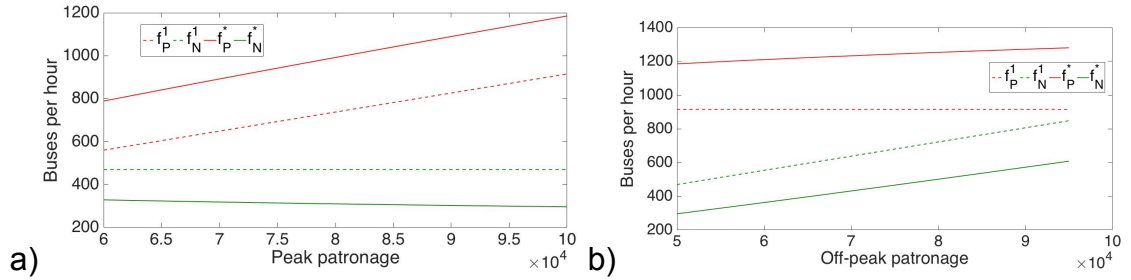 1200
1000
800
600
400
200
Buses per hour
f_P^1 f_N^1 f_P^* f_N^*
6 6.5 7 7.5 8 8.5 9 9.5 10
Peak patronage
×10^4
a)
1400
1200
1000
800
600
400
200
Buses per hour
f_P^1 f_N^1 f_P^* f_N^*
5 6 7 8 9 10
Off-peak patronage
×10^4
b)